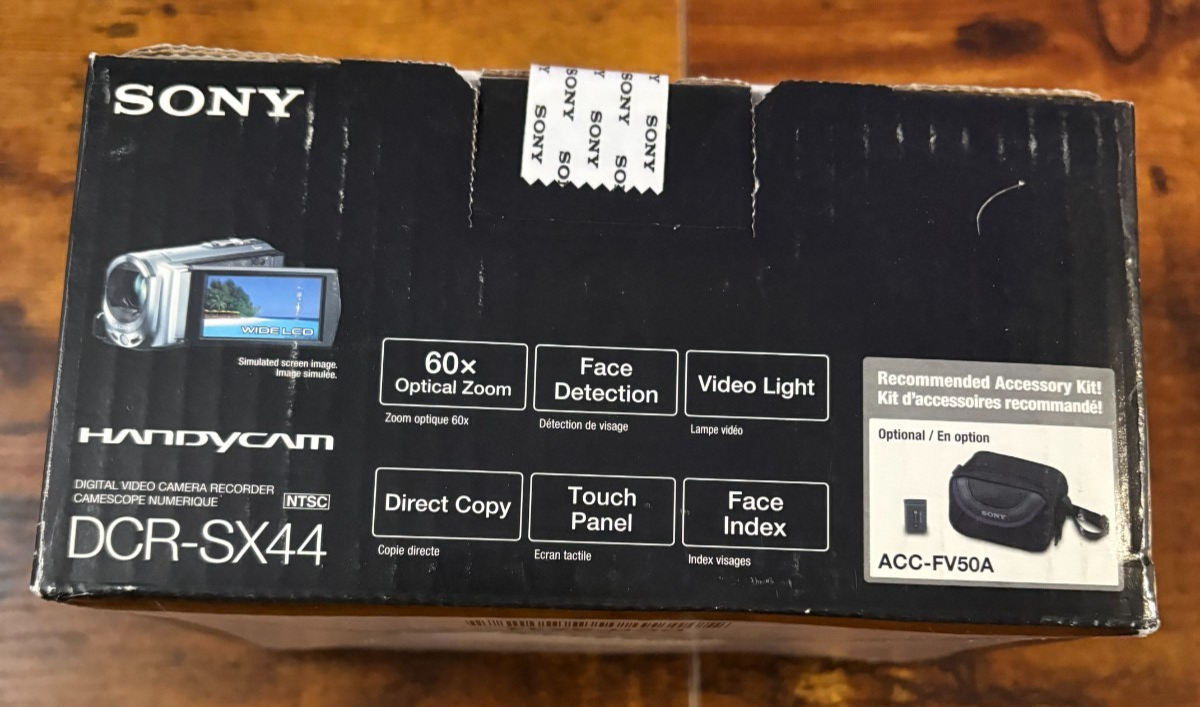 SONY
SONY SONY SONY SONY SONY
WIDE LCD
Simulated screen image.
Image simulée.
HANDYCAM
DIGITAL VIDEO CAMERA RECORDER
CAMESCOPE NUMERIQUE NTSC
DCR-SX44
60x
Optical Zoom
Zoom optique 60x
Face
Detection
Détection de visage
Video Light
Lampe vidéo
Direct Copy
Copie directe
Touch
Panel
Ecran tactile
Face
Index
Index visages
Recommended Accessory Kit!
Kit d'accessoires recommandé!
Optional / En option
SONY
ACC-FV50A